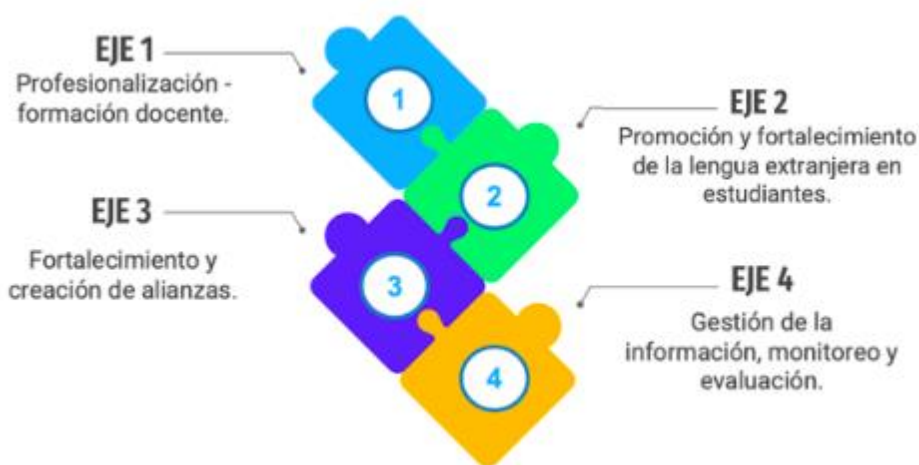 EJE 1
Profesionalización -
formación docente.
1
EJE 2
Promoción y fortalecimiento
de la lengua extranjera en
estudiantes.
2
EJE 3
Fortalecimiento y
creación de alianzas.
3
EJE 4
Gestión de la
información, monitoreo y
evaluación.
4